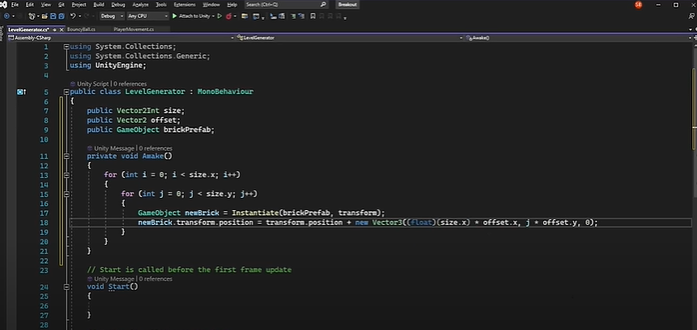 File Edit View Git Project Build Debug Test Analyze Tools Extensions Window Help Search (Ctrl+Q) Breakout
Debug Any CPU Attach to Unity
LevelGenerator.cs* BouncyBall.cs PlayerMovement.cs
Assembly-CSharp LevelGenerator Awake()
1 using System.Collections;
2 using System.Collections.Generic;
3 using UnityEngine;
4
Unity Script | 0 references
5 public class LevelGenerator : MonoBehaviour
6 {
7 public Vector2Int size;
8 public Vector2 offset;
9 public GameObject brickPrefab;
10
Unity Message | 0 references
11 private void Awake()
12 {
13 for (int i = 0; i < size.x; i++)
14 {
15 for (int j = 0; j < size.y; j++)
16 {
17 GameObject newBrick = Instantiate(brickPrefab, transform);
18 newBrick.transform.position = transform.position + new Vector3((float)(size.x) * offset.x, j * offset.y, 0);
19 }
20 }
21 }
22
23 // Start is called before the first frame update
Unity Message | 0 references
24 void Start()
25 {
26
27 }
28